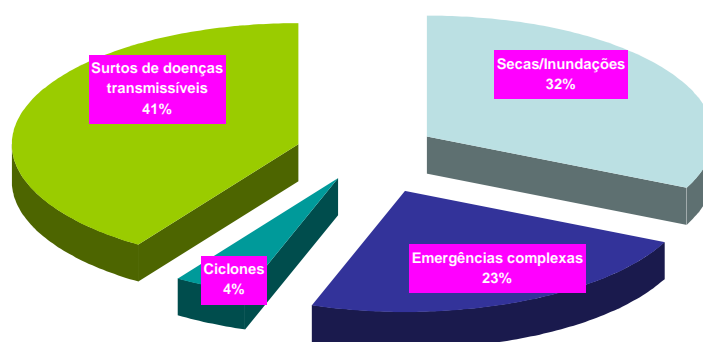 Surtos de doenças
transmissíveis
41%
Secas/Inundações
32%
Ciclones
4%
Emergências complexas
23%